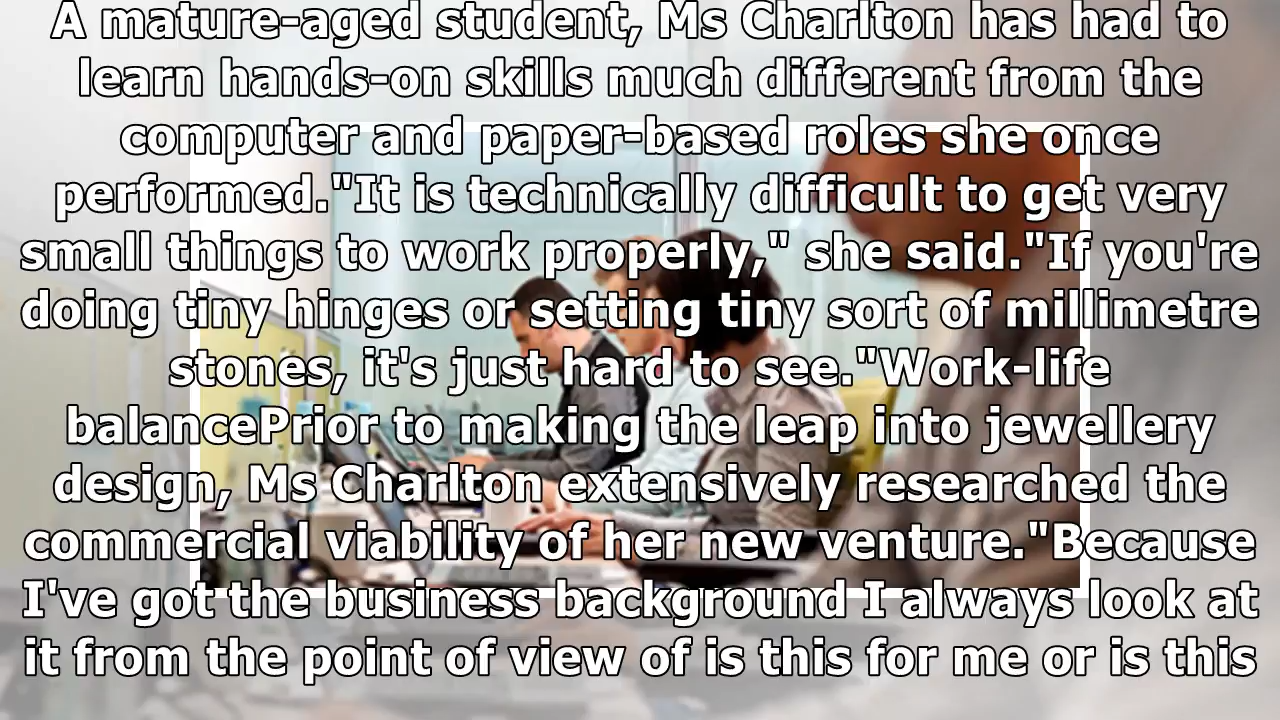 A mature-aged student, Ms Charlton has had to
learn hands-on skills much different from the
computer and paper-based roles she once
performed."It is technically difficult to get very
small things to work properly," she said."If you're
doing tiny hinges or setting tiny sort of millimetre
stones, it's just hard to see."Work-life
balancePrior to making the leap into jewellery
design, Ms Charlton extensively researched the
commercial viability of her new venture."Because
I've got the business background I always look at
it from the point of view of is this for me or is this